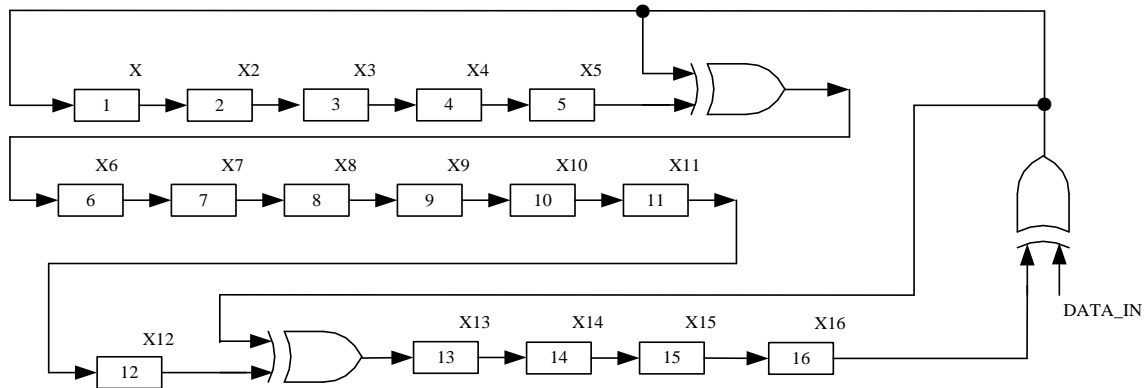 X X2 X3 X4 X5
1 2 3 4 5
X6 X7 X8 X9 X10 X11
6 7 8 9 10 11
DATA_IN
X12 X13 X14 X15 X16
12 13 14 15 16